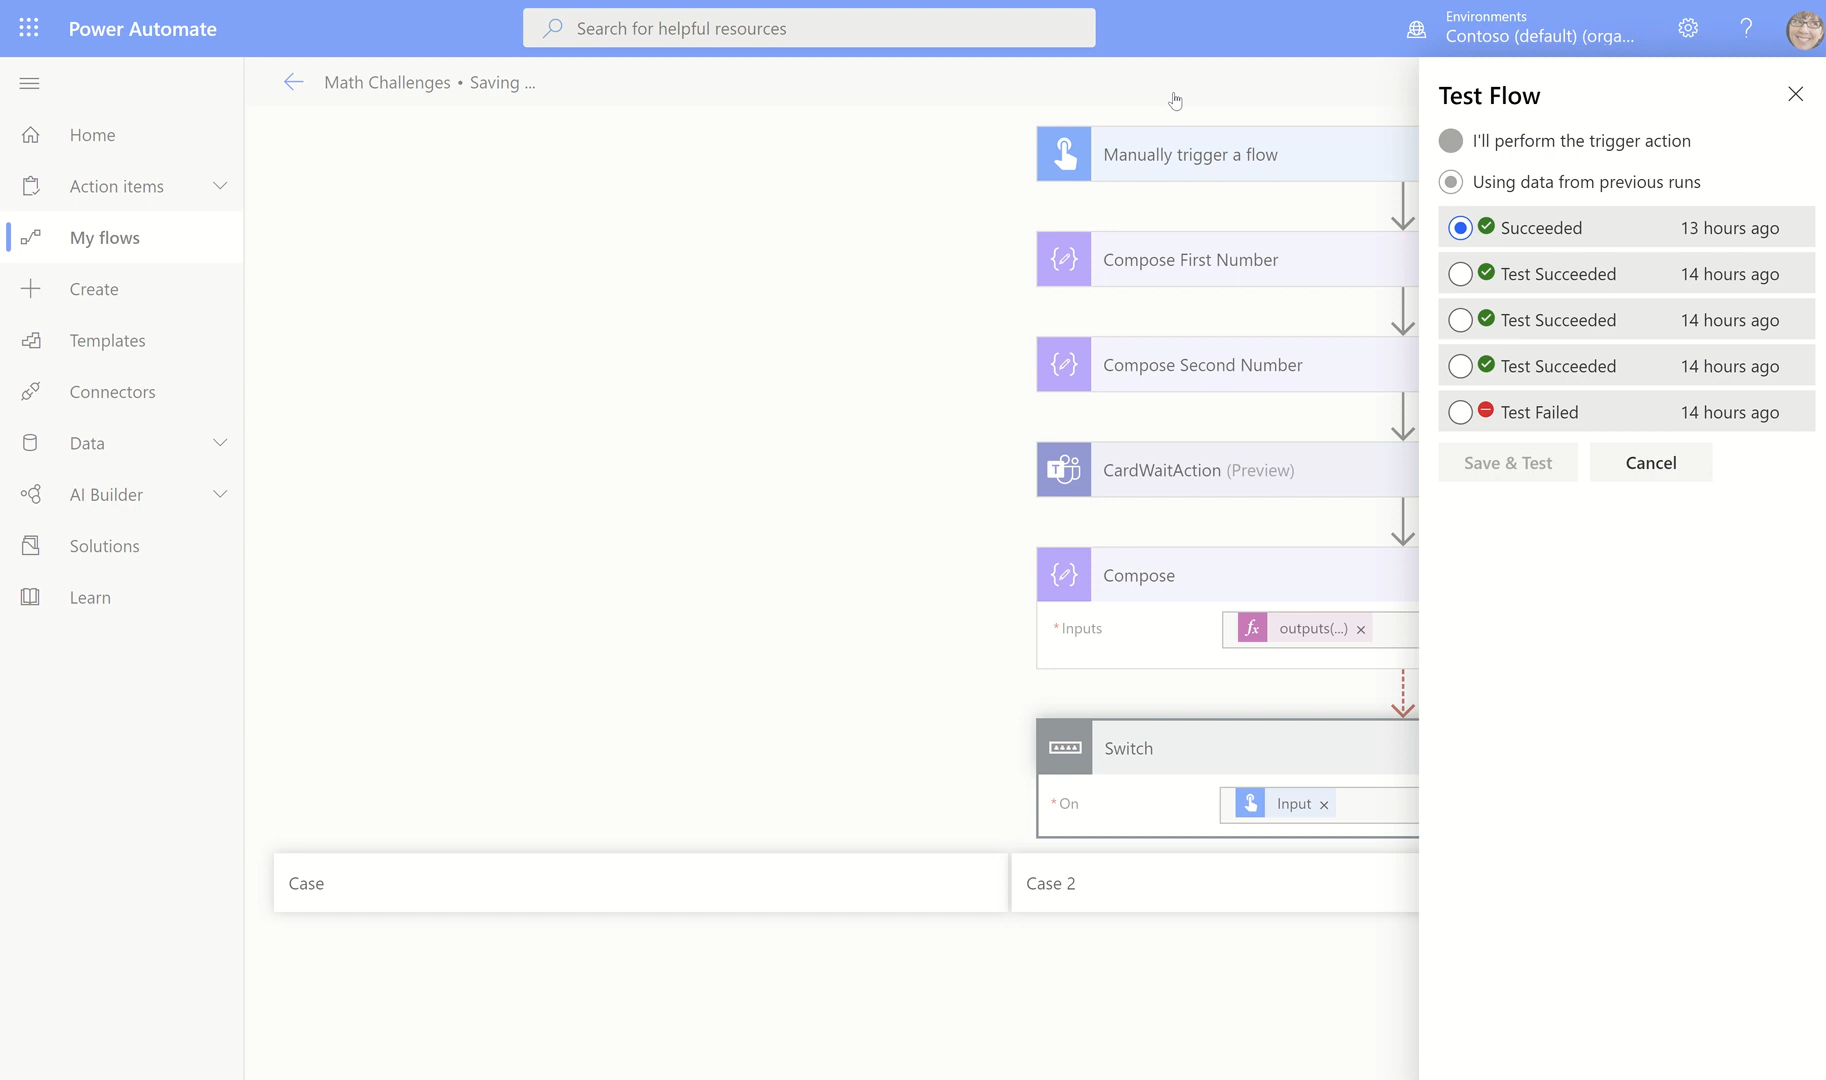 Power Automate
Search for helpful resources
Environments
Contoso (default) (orga...
?
Math Challenges • Saving ...
Home
Action items
My flows
Create
Templates
Connectors
Data
AI Builder
Solutions
Learn
Manually trigger a flow
Compose First Number
Compose Second Number
T
CardWaitAction (Preview)
Compose
* Inputs
fx outputs(...) ×
Switch
* On
Input ×
Case
Case 2
Test Flow
I'll perform the trigger action
Using data from previous runs
Succeeded 13 hours ago
Test Succeeded 14 hours ago
Test Succeeded 14 hours ago
Test Succeeded 14 hours ago
Test Failed 14 hours ago
Save & Test
Cancel